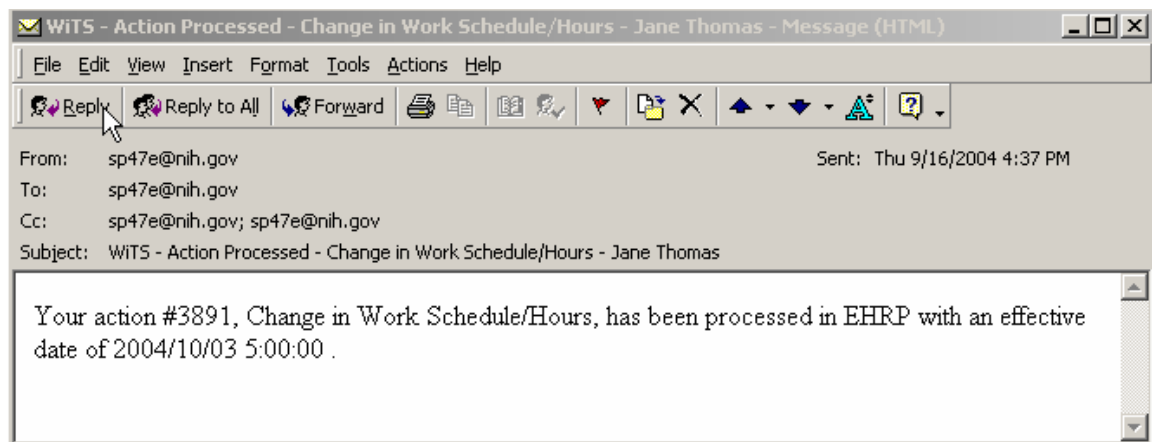 WiTS - Action Processed - Change in Work Schedule/Hours - Jane Thomas - Message (HTML)
File Edit View Insert Format Tools Actions Help
Reply Reply to All Forward
From: sp47e@nih.gov Sent: Thu 9/16/2004 4:37 PM
To: sp47e@nih.gov
Cc: sp47e@nih.gov; sp47e@nih.gov
Subject: WiTS - Action Processed - Change in Work Schedule/Hours - Jane Thomas
Your action #3891, Change in Work Schedule/Hours, has been processed in EHRP with an effective
date of 2004/10/03 5:00:00 .